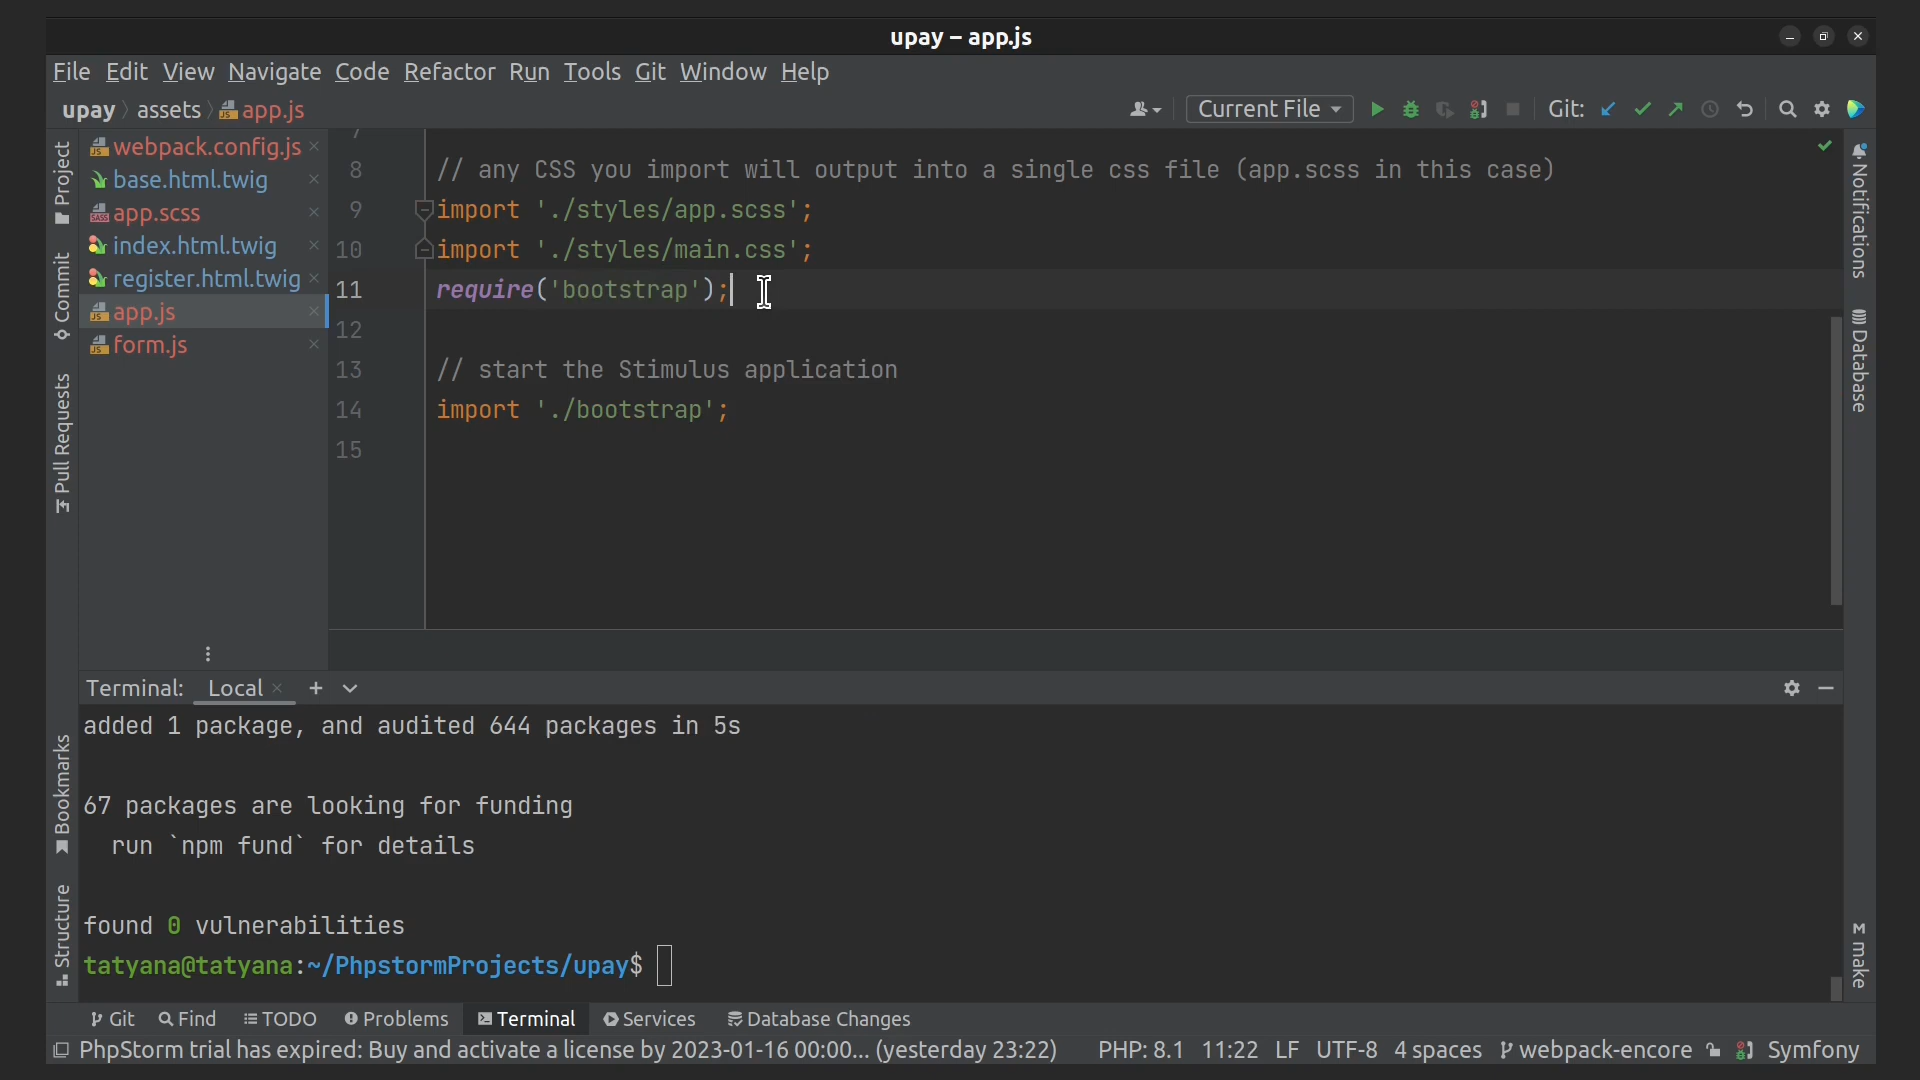 upay – app.js
File Edit View Navigate Code Refactor Run Tools Git Window Help
upay assets app.js
Current File
Git:
Project
Commit
Pull Requests
Bookmarks
Structure
webpack.config.js
base.html.twig
app.scss
index.html.twig
register.html.twig
app.js
form.js
7
8 // any CSS you import will output into a single css file (app.scss in this case)
9 import './styles/app.scss';
10 import './styles/main.css';
11 require('bootstrap');
12
13 // start the Stimulus application
14 import './bootstrap';
15
Notifications
Database
make
Terminal: Local
added 1 package, and audited 644 packages in 5s
67 packages are looking for funding
run `npm fund` for details
found 0 vulnerabilities
tatyana@tatyana:~/PhpstormProjects/upay$
Git Find TODO Problems Terminal Services Database Changes
PhpStorm trial has expired: Buy and activate a license by 2023-01-16 00:00... (yesterday 23:22) PHP: 8.1 11:22 LF UTF-8 4 spaces webpack-encore Symfony